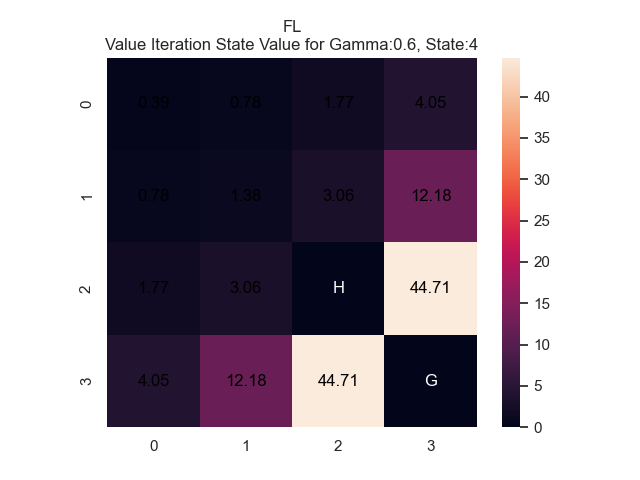 FL
Value Iteration State Value for Gamma:0.6, State:4
0 0.39 0.78 1.77 4.05
1 0.78 1.38 3.06 12.18
2 1.77 3.06 H 44.71
3 4.05 12.18 44.71 G
0 1 2 3
40
35
30
25
20
15
10
5
0